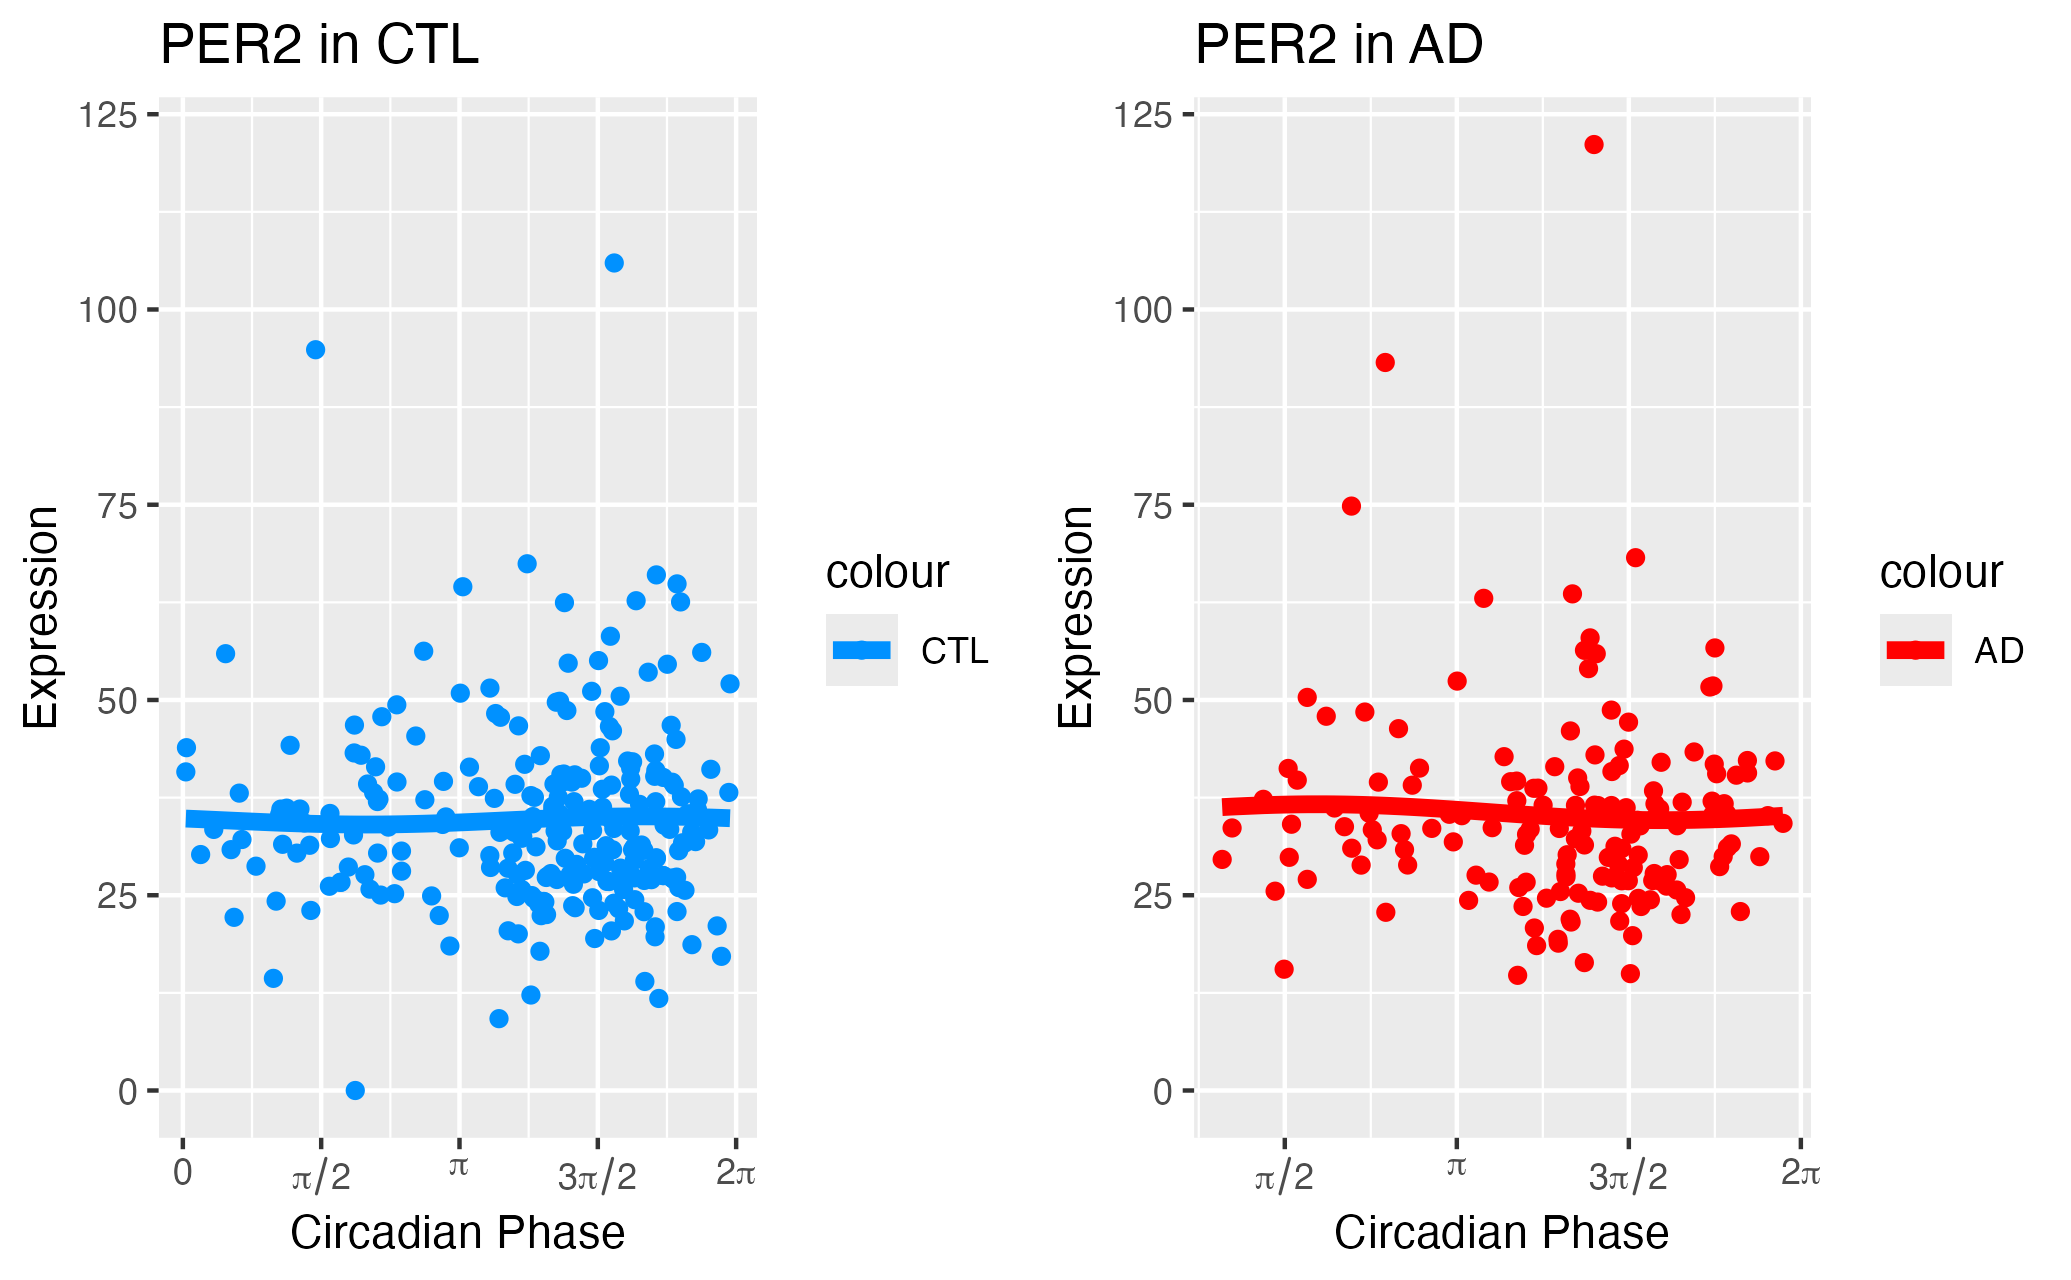 PER2 in CTL
125
100
75
50
25
0
Expression
0 π/2 π 3π/2 2π
Circadian Phase
colour
CTL
PER2 in AD
125
100
75
50
25
0
Expression
π/2 π 3π/2 2π
Circadian Phase
colour
AD